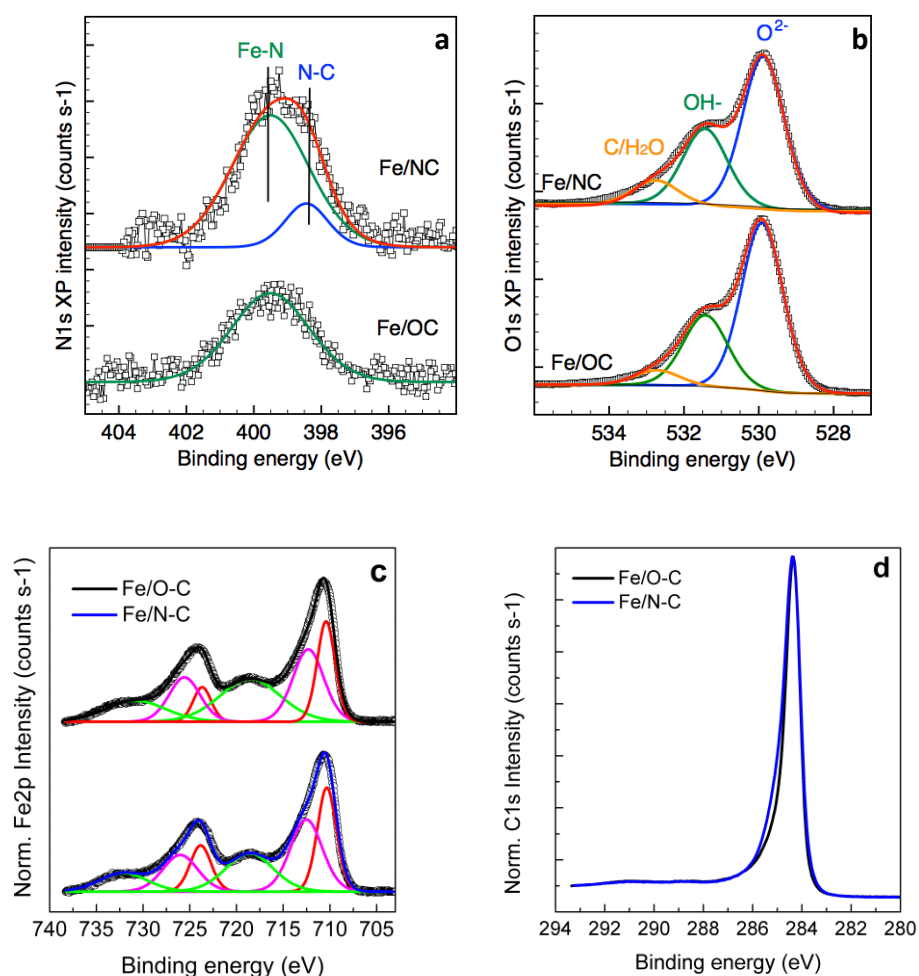 a
Fe-N
N-C
Fe/NC
Fe/OC
N1s XP intensity (counts s-1)
404 402 400 398 396
Binding energy (eV)
b
O2-
OH-
C/H2O
Fe/NC
Fe/OC
O1s XP intensity (counts s-1)
534 532 530 528
Binding energy (eV)
c
Fe/O-C
Fe/N-C
Norm. Fe2p Intensity (counts s-1)
740 735 730 725 720 715 710 705
Binding energy (eV)
d
Fe/O-C
Fe/N-C
Norm. C1s Intensity (counts s-1)
294 292 290 288 286 284 282 280
Binding energy (eV)